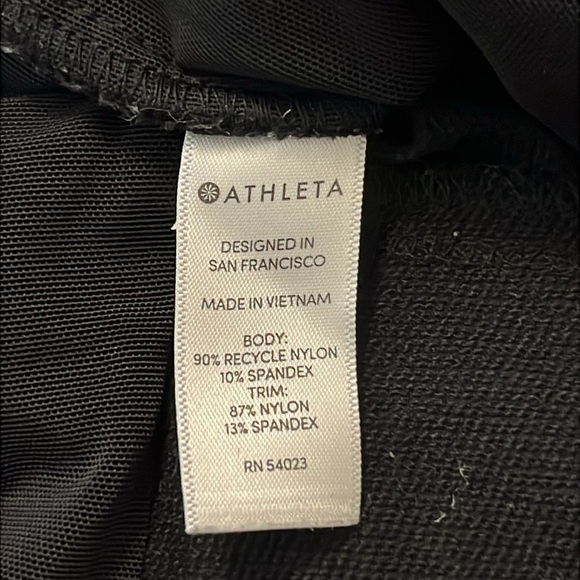 ATHLETA
DESIGNED IN
SAN FRANCISCO
MADE IN VIETNAM
BODY:
90% RECYCLE NYLON
10% SPANDEX
TRIM:
87% NYLON
13% SPANDEX
RN 54023